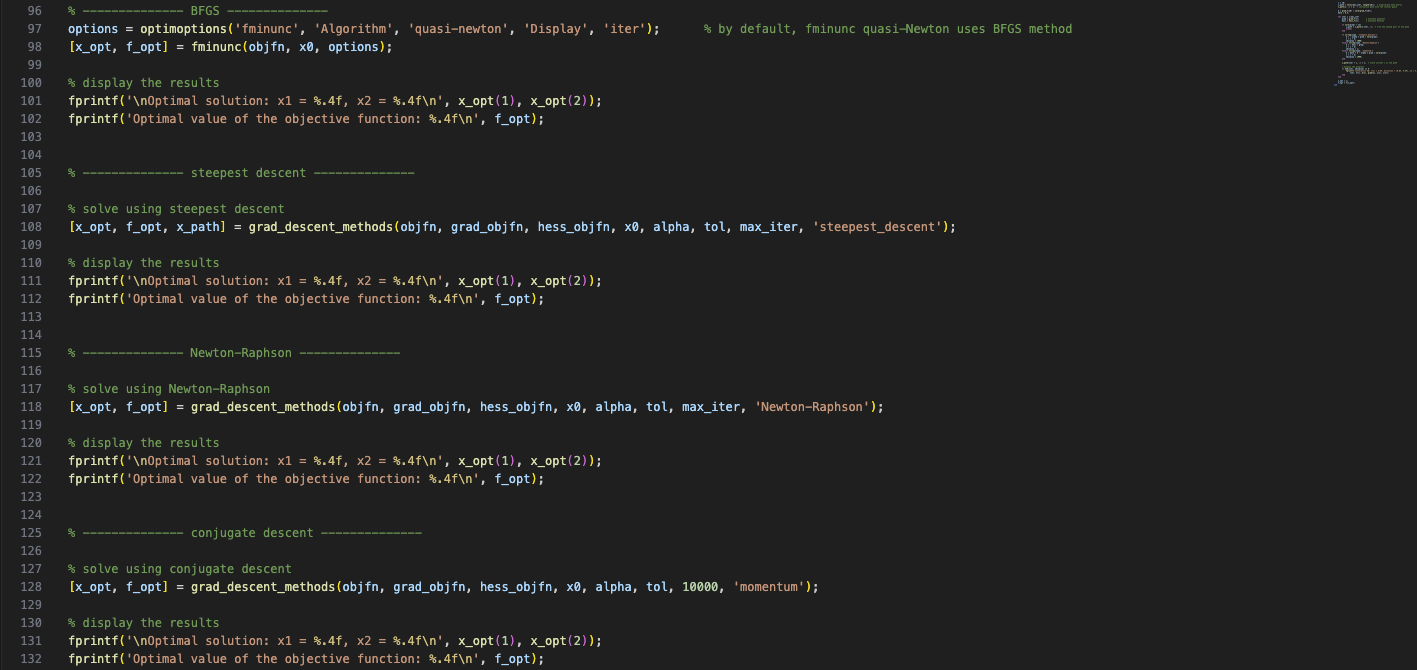 96 % -------------- BFGS --------------
97 options = optimoptions('fminunc', 'Algorithm', 'quasi-newton', 'Display', 'iter'); % by default, fminunc quasi-Newton uses BFGS method
98 [x_opt, f_opt] = fminunc(objfn, x0, options);
99
100 % display the results
101 fprintf('\nOptimal solution: x1 = %.4f, x2 = %.4f\n', x_opt(1), x_opt(2));
102 fprintf('Optimal value of the objective function: %.4f\n', f_opt);
103
104
105 % -------------- steepest descent --------------
106
107 % solve using steepest descent
108 [x_opt, f_opt, x_path] = grad_descent_methods(objfn, grad_objfn, hess_objfn, x0, alpha, tol, max_iter, 'steepest_descent');
109
110 % display the results
111 fprintf('\nOptimal solution: x1 = %.4f, x2 = %.4f\n', x_opt(1), x_opt(2));
112 fprintf('Optimal value of the objective function: %.4f\n', f_opt);
113
114
115 % -------------- Newton-Raphson --------------
116
117 % solve using Newton-Raphson
118 [x_opt, f_opt] = grad_descent_methods(objfn, grad_objfn, hess_objfn, x0, alpha, tol, max_iter, 'Newton-Raphson');
119
120 % display the results
121 fprintf('\nOptimal solution: x1 = %.4f, x2 = %.4f\n', x_opt(1), x_opt(2));
122 fprintf('Optimal value of the objective function: %.4f\n', f_opt);
123
124
125 % -------------- conjugate descent --------------
126
127 % solve using conjugate descent
128 [x_opt, f_opt] = grad_descent_methods(objfn, grad_objfn, hess_objfn, x0, alpha, tol, 10000, 'momentum');
129
130 % display the results
131 fprintf('\nOptimal solution: x1 = %.4f, x2 = %.4f\n', x_opt(1), x_opt(2));
132 fprintf('Optimal value of the objective function: %.4f\n', f_opt);